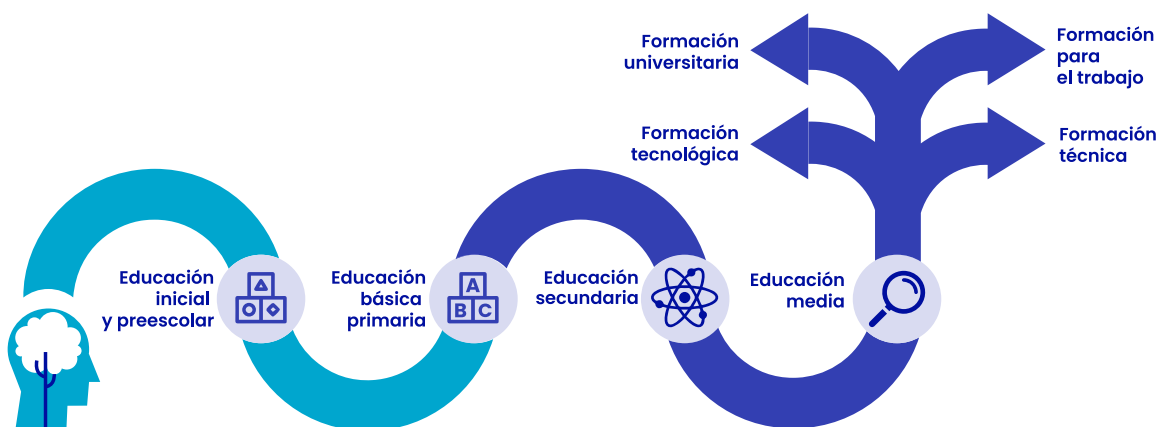 Formación
universitaria
Formación
para
el trabajo
Formación
tecnológica
Formación
técnica
Educación
inicial
y preescolar
Educación
básica
primaria
Educación
secundaria
Educación
media
A
B C